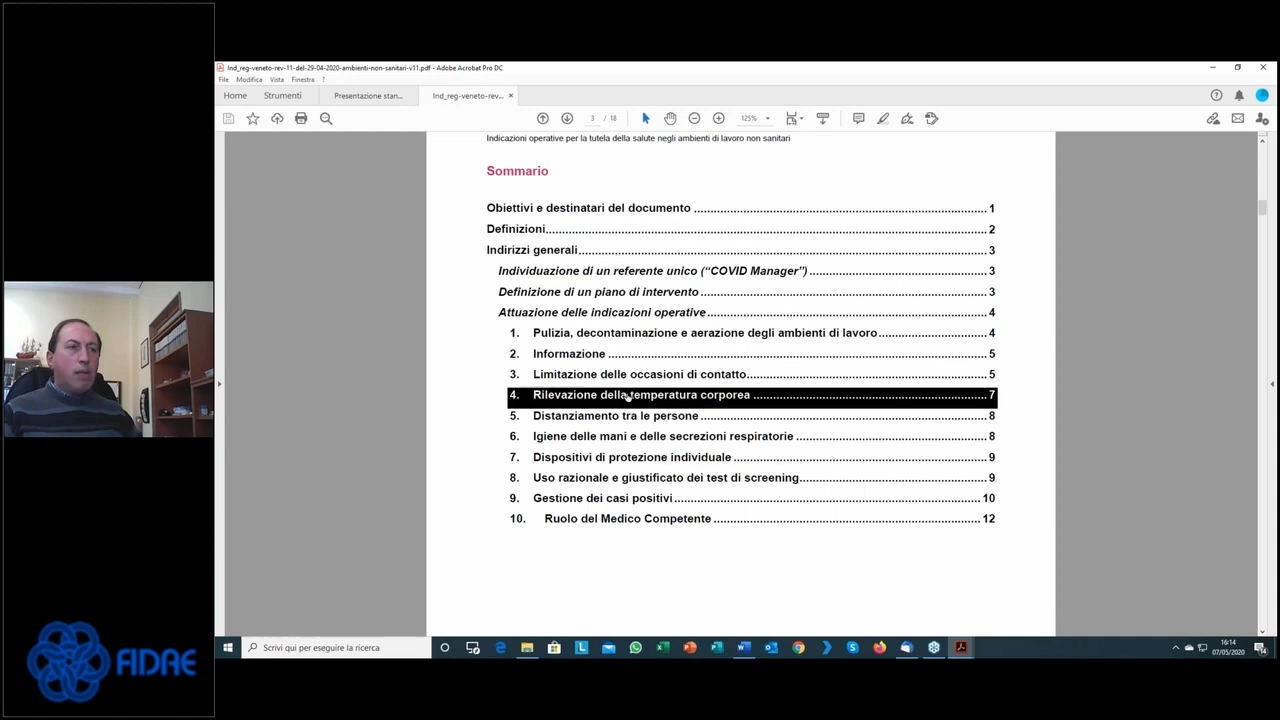 Ind_reg-veneto-rev-11-del-29-04-2020-ambienti-non-sanitari-v11.pdf - Adobe Acrobat Pro DC
File Modifica Vista Finestra ?
Home Strumenti Presentazione stan... Ind_reg-veneto-rev... ×
3 / 18 125%
Indicazioni operative per la tutela della salute negli ambienti di lavoro non sanitari
Sommario
Obiettivi e destinatari del documento 1
Definizioni 2
Indirizzi generali 3
Individuazione di un referente unico (“COVID Manager”) 3
Definizione di un piano di intervento 3
Attuazione delle indicazioni operative 4
1. Pulizia, decontaminazione e aerazione degli ambienti di lavoro 4
2. Informazione 5
3. Limitazione delle occasioni di contatto 5
4. Rilevazione della temperatura corporea 7
5. Distanziamento tra le persone 8
6. Igiene delle mani e delle secrezioni respiratorie 8
7. Dispositivi di protezione individuale 9
8. Uso razionale e giustificato dei test di screening 9
9. Gestione dei casi positivi 10
10. Ruolo del Medico Competente 12
FIDAE
Scrivi qui per eseguire la ricerca
16:14
07/05/2020